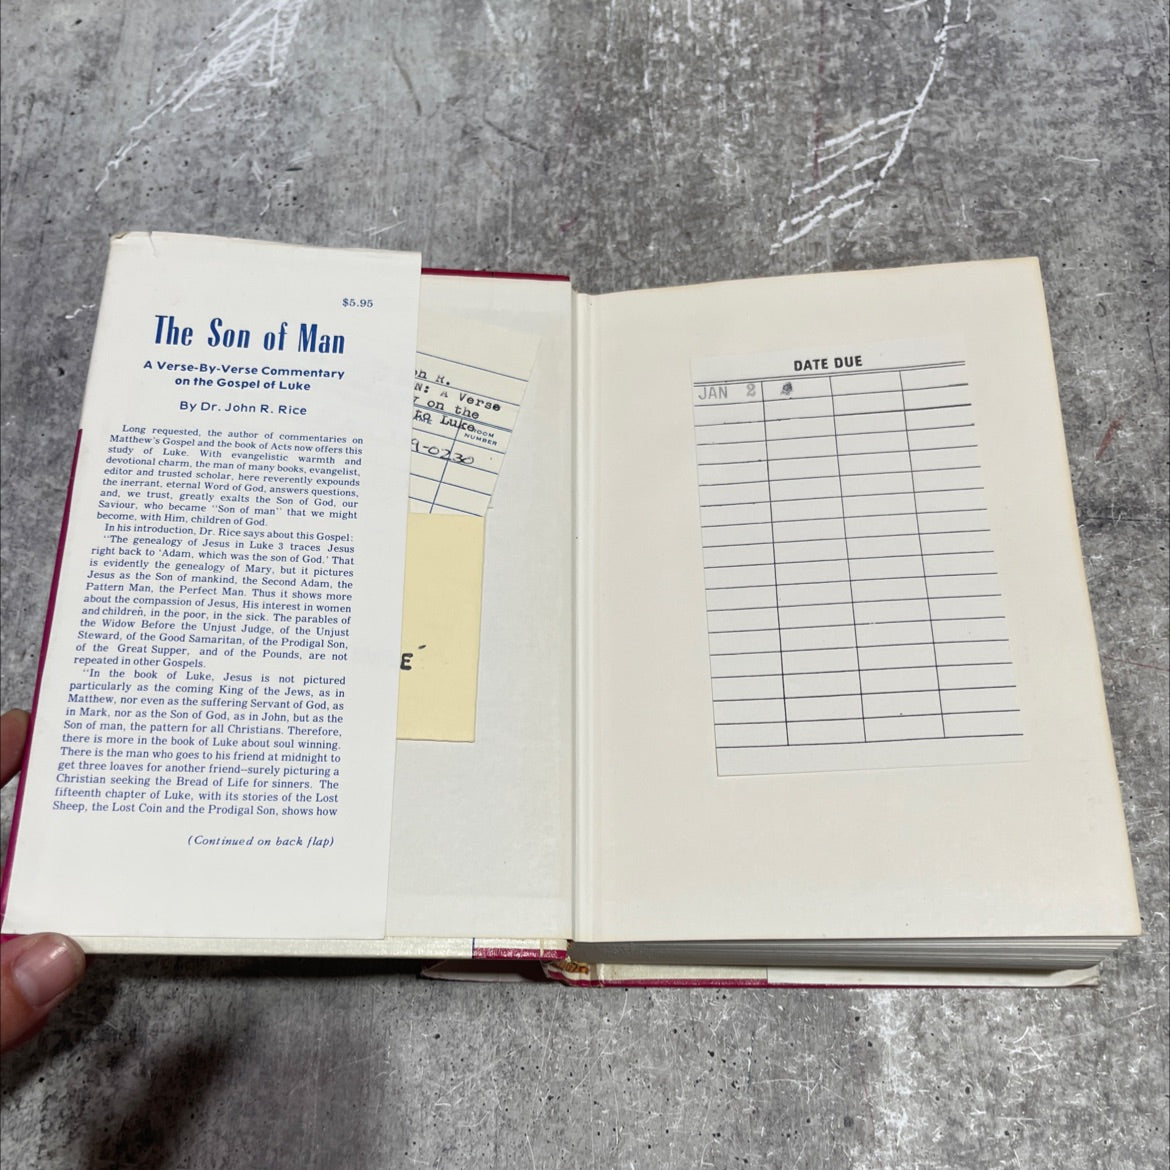 $5.95
The Son of Man
A Verse-By-Verse Commentary
on the Gospel of Luke
By Dr. John R. Rice
Long requested, the author of commentaries on
Matthew's Gospel and the book of Acts now offers this
study of Luke. With evangelistic warmth and
devotional charm, the man of many books, evangelist,
editor and trusted scholar, here reverently expounds
the inerrant, eternal Word of God, answers questions,
and, we trust, greatly exalts the Son of God, our
Saviour, who became "Son of man" that we might
become, with Him, children of God.
In his introduction, Dr. Rice says about this Gospel:
"The genealogy of Jesus in Luke 3 traces Jesus
right back to 'Adam, which was the son of God.' That
is evidently the genealogy of Mary, but it pictures
Jesus as the Son of mankind, the Second Adam, the
Pattern Man, the Perfect Man. Thus it shows more
about the compassion of Jesus, His interest in women
and children, in the poor, in the sick. The parables of
the Widow Before the Unjust Judge, of the Unjust
Steward, of the Good Samaritan, of the Prodigal Son,
of the Great Supper, and of the Pounds, are not
repeated in other Gospels.
"In the book of Luke, Jesus is not pictured
particularly as the coming King of the Jews, as in
Matthew, nor even as the suffering Servant of God, as
in Mark, nor as the Son of God, as in John, but as the
Son of man, the pattern for all Christians. Therefore,
there is more in the book of Luke about soul winning.
There is the man who goes to his friend at midnight to
get three loaves for another friend—surely picturing a
Christian seeking the Bread of Life for sinners. The
fifteenth chapter of Luke, with its stories of the Lost
Sheep, the Lost Coin and the Prodigal Son, shows how
(Continued on back flap)
hn R.
N: A Verse
on the
to Luke
ROOM
NUMBER
9-0230
E
DATE DUE
JAN 2